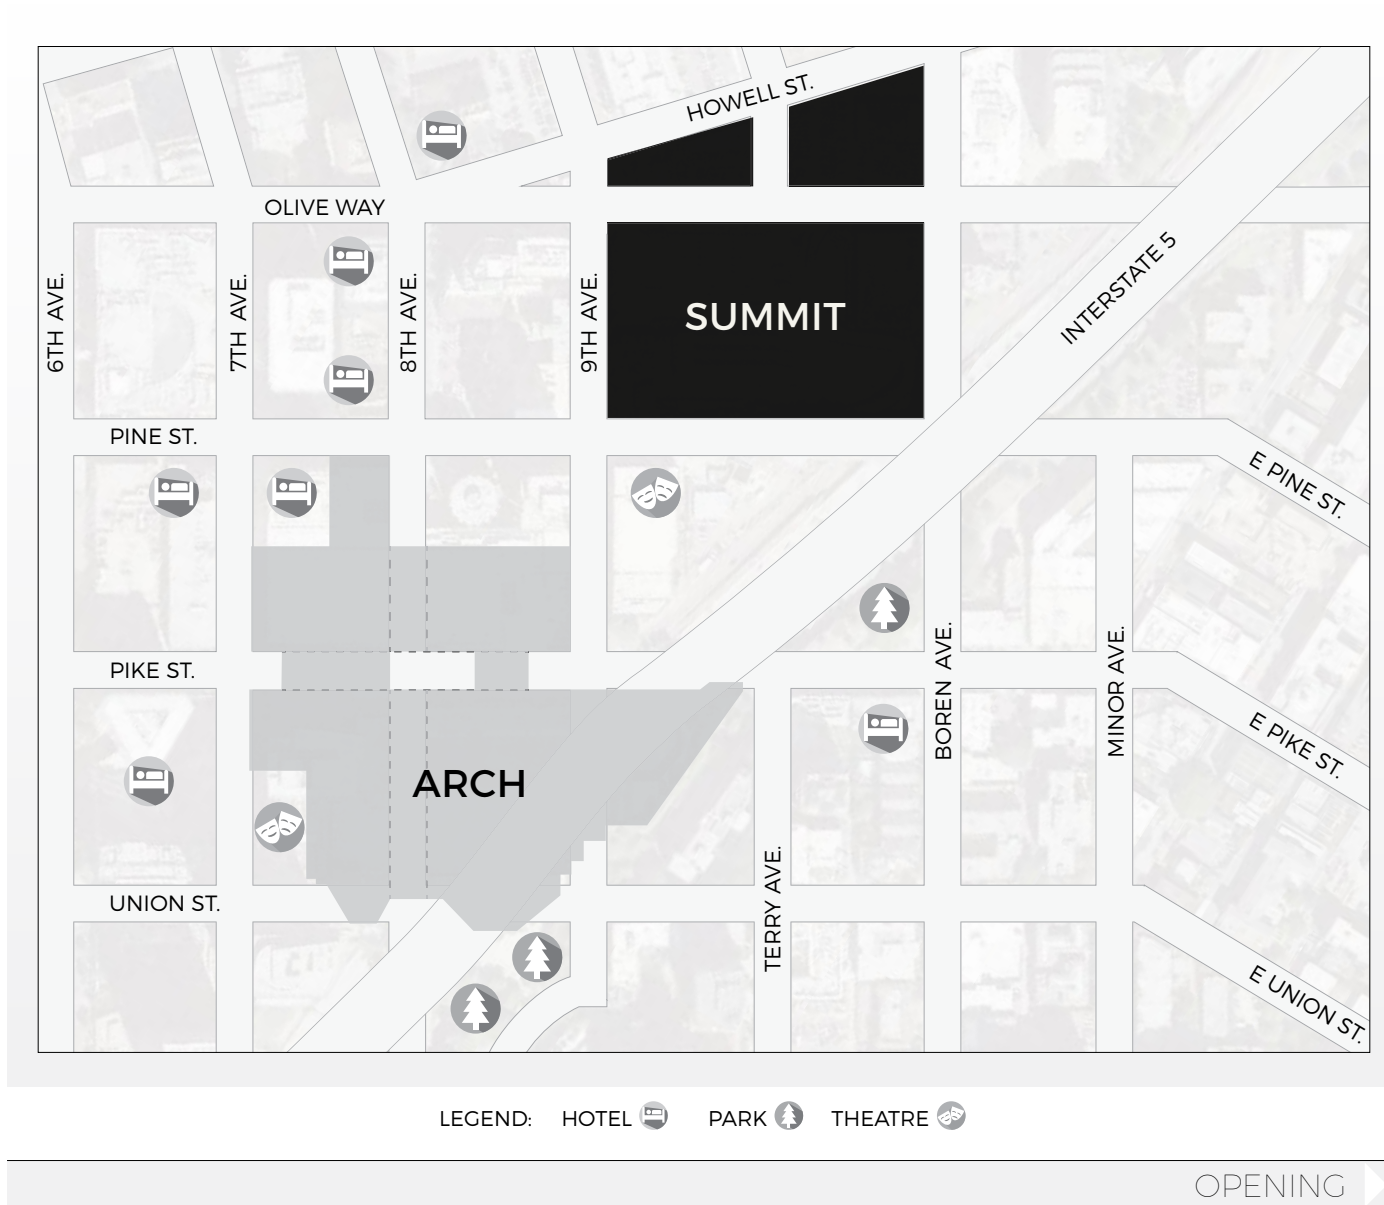 HOWELL ST.
OLIVE WAY
6TH AVE.
7TH AVE.
8TH AVE.
9TH AVE.
SUMMIT
INTERSTATE 5
PINE ST.
E PINE ST.
PIKE ST.
BOREN AVE.
MINOR AVE.
E PIKE ST.
ARCH
UNION ST.
TERRY AVE.
E UNION ST.
LEGEND: HOTEL PARK THEATRE
OPENING